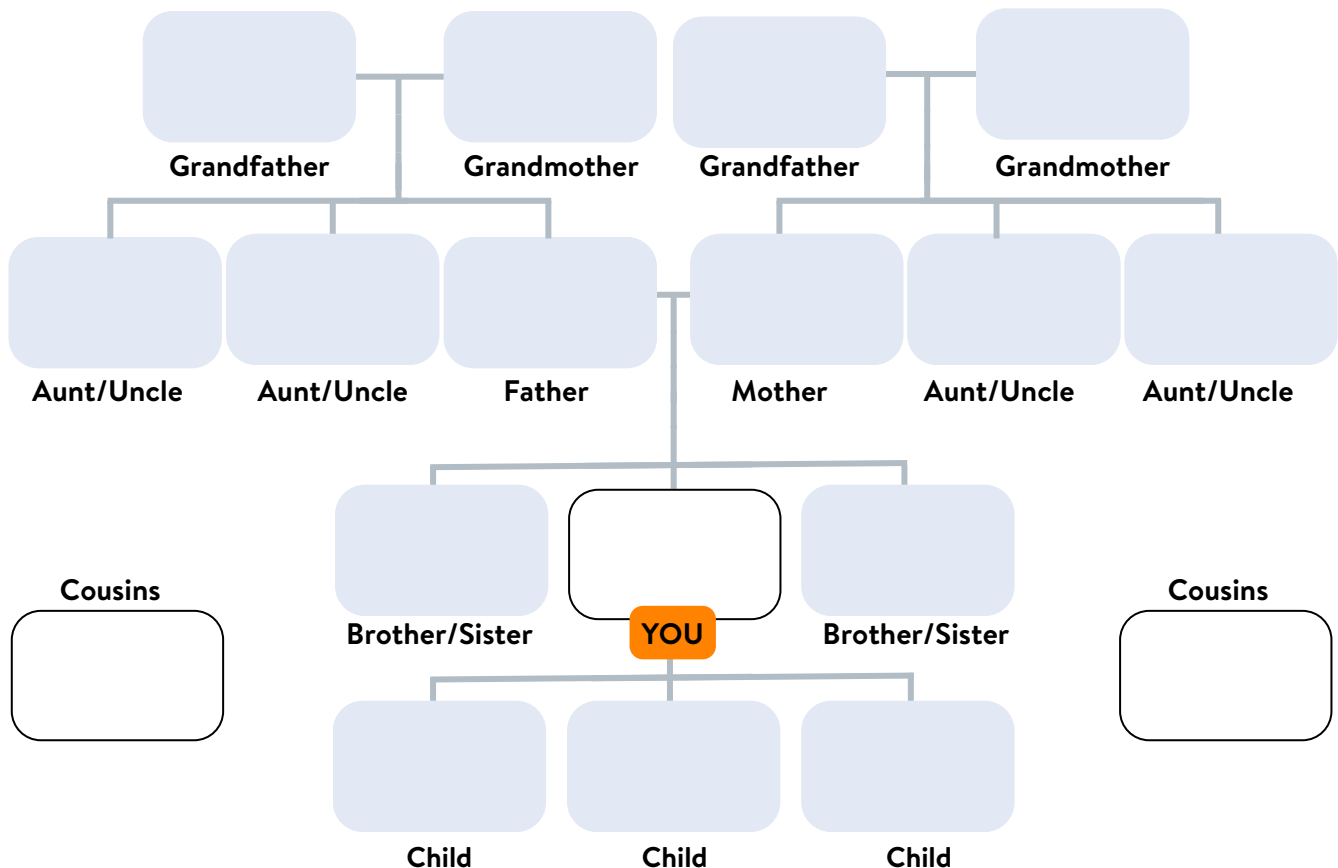 Grandfather Grandmother Grandfather Grandmother
Aunt/Uncle Aunt/Uncle Father Mother Aunt/Uncle Aunt/Uncle
Cousins Cousins
Brother/Sister YOU Brother/Sister
Child Child Child